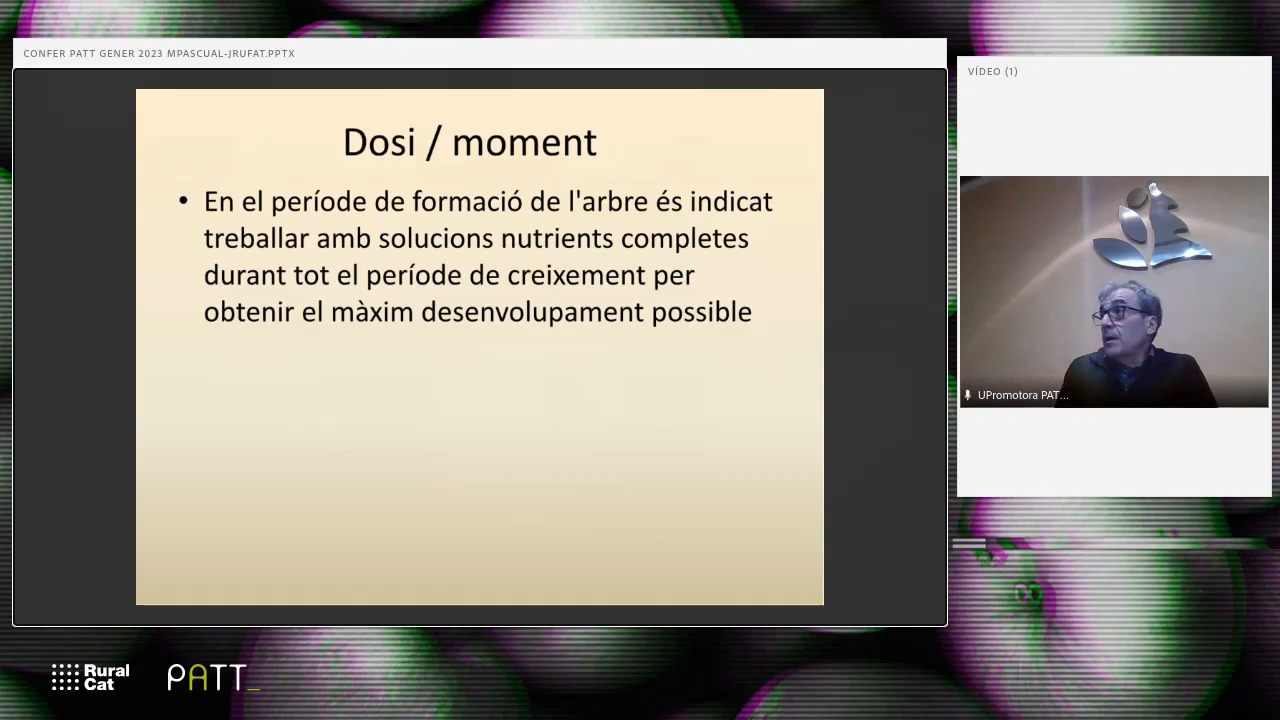 CONFER PATT GENER 2023 MPASCUAL-JRUFAT.PPTX
VÍDEO (1)
Dosi / moment
• En el període de formació de l'arbre és indicat
treballar amb solucions nutrients completes
durant tot el període de creixement per
obtenir el màxim desenvolupament possible
UPromotora PAT...
Rural
Cat
PATT_